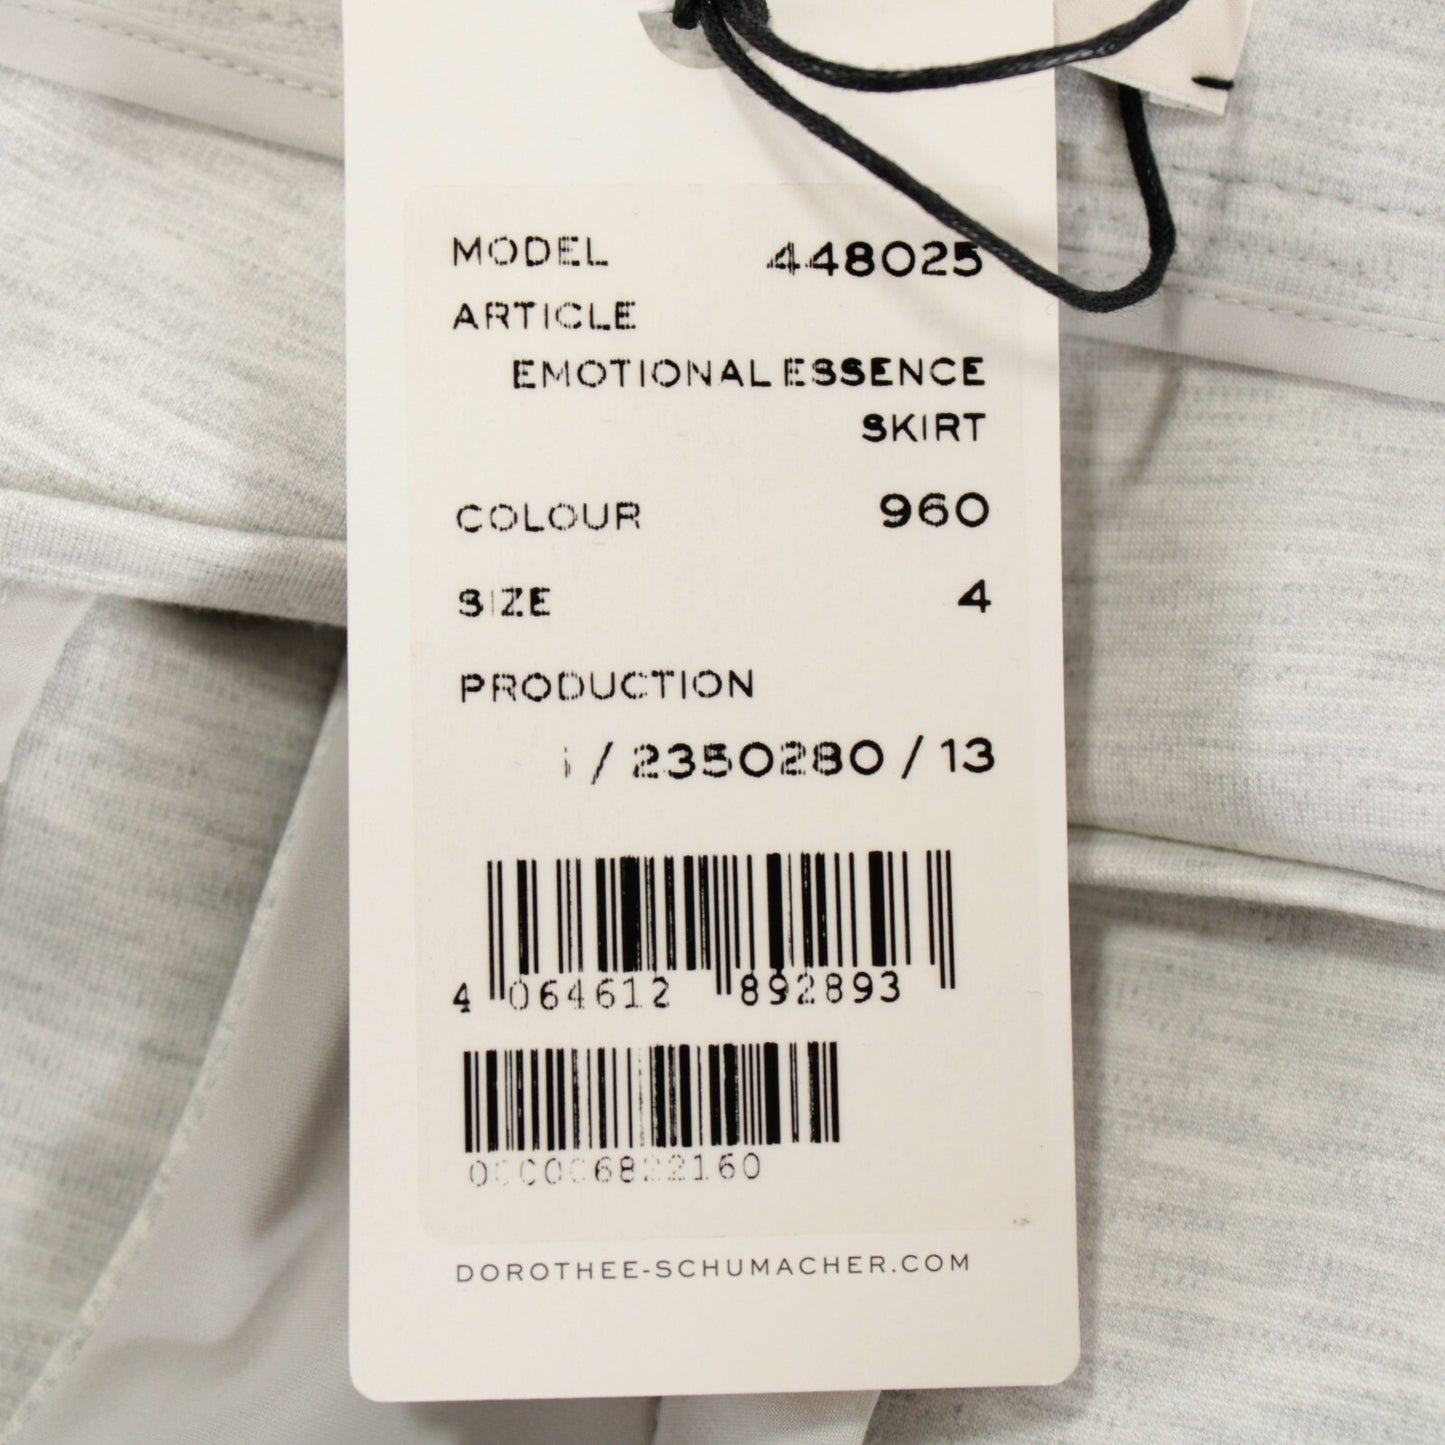 MODEL 448025
ARTICLE
EMOTIONAL ESSENCE
SKIRT
COLOUR 960
SIZE 4
PRODUCTION
/ 2350280 / 13
4 064612 892893
000006822160
DOROTHEE-SCHUMACHER.COM